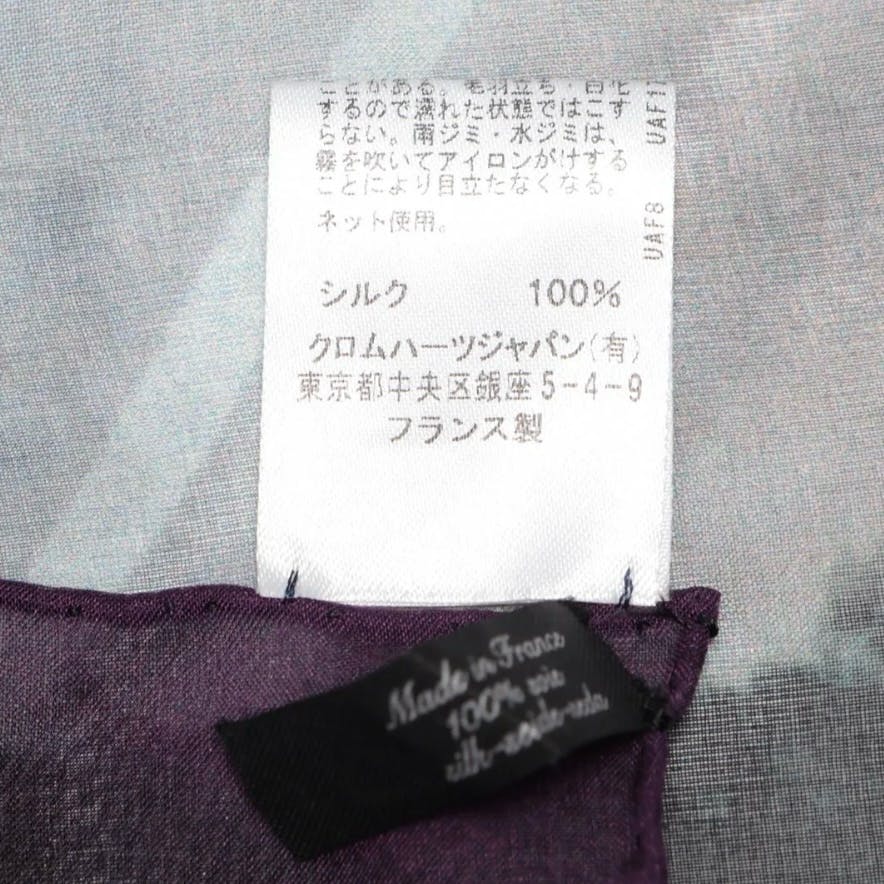 とがある。毛羽立ち・白化
するので濡れた状態ではこす
らない。雨ジミ・水ジミは、
霧を吹いてアイロンがけする
ことにより目立たなくなる。
ネット使用。
シルク 100%
クロムハーツジャパン(有)
東京都中央区銀座5-4-9
フランス製
UAF8 UAF17
Made in France
100% soie
silk-seide-seta